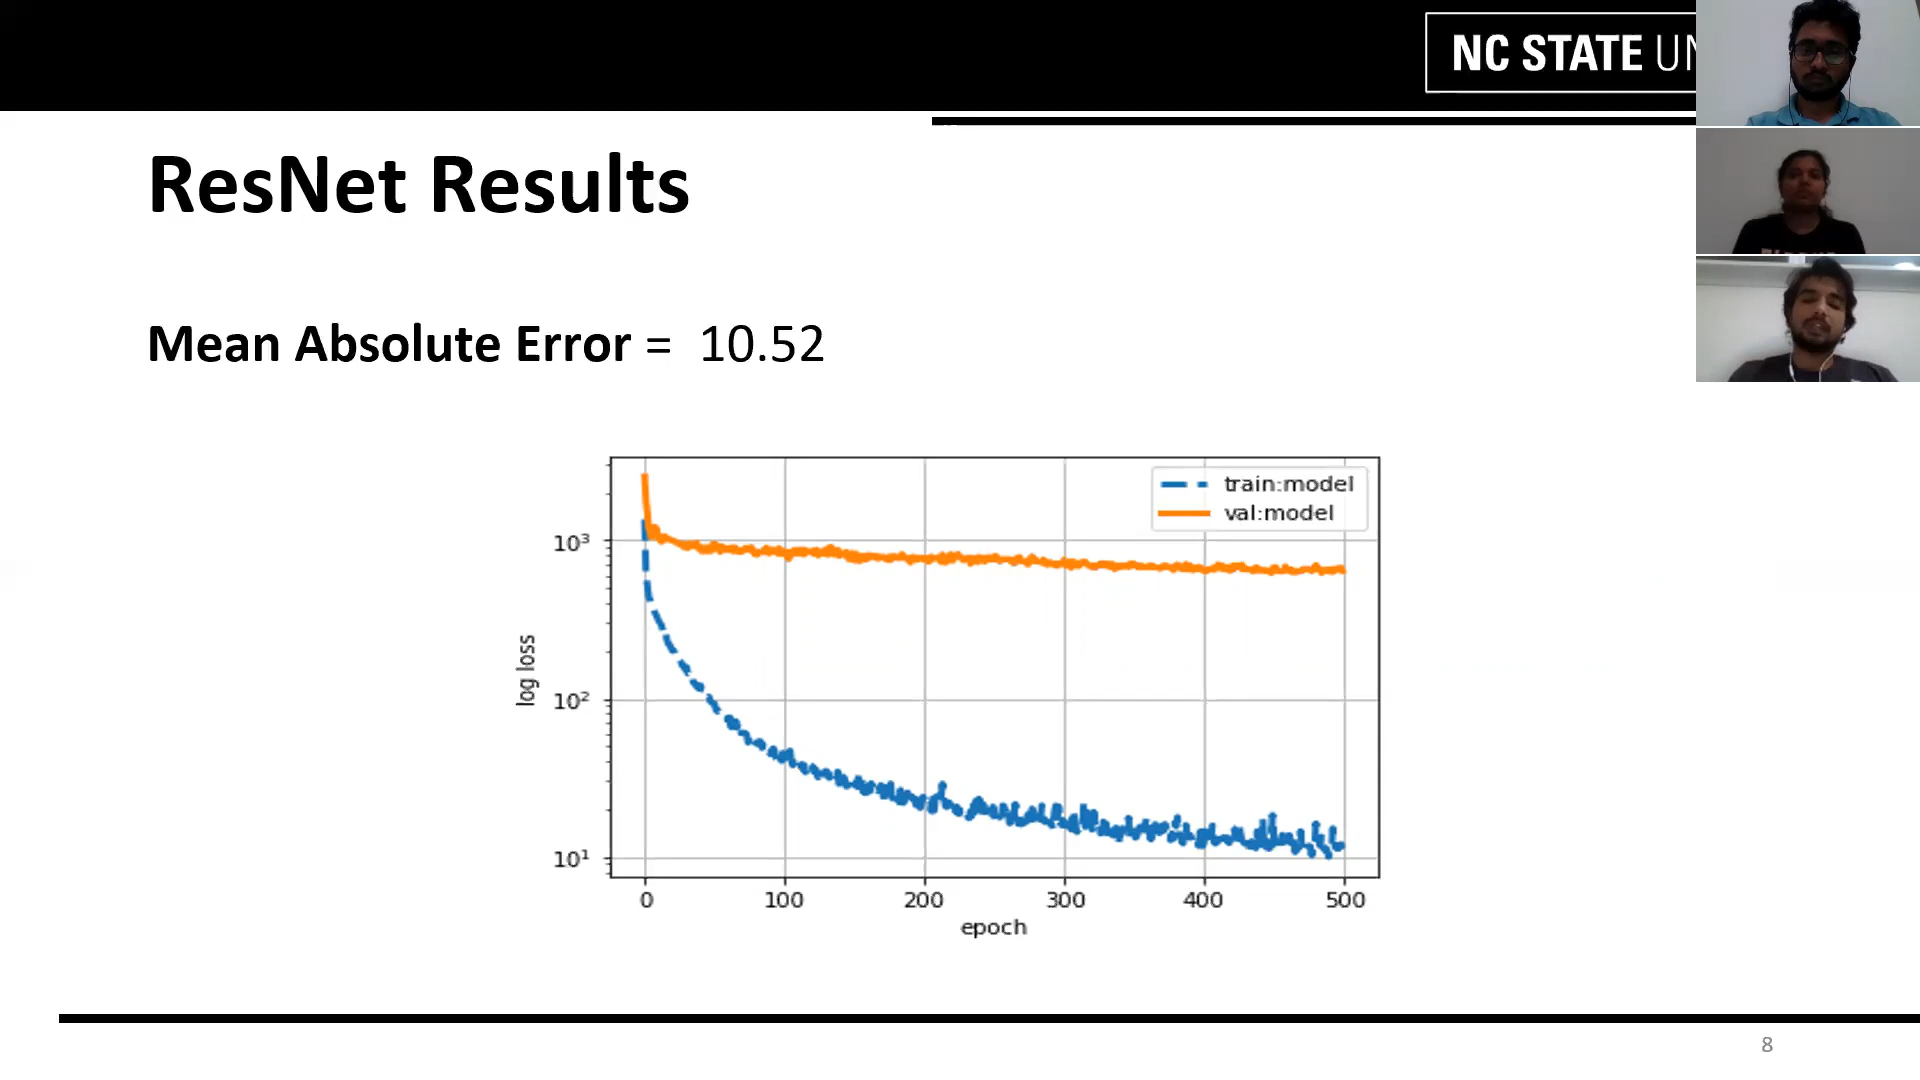 NC STATE UN
ResNet Results
Mean Absolute Error = 10.52
train:model
val:model
10³
10²
10¹
log loss
0 100 200 300 400 500
epoch
8